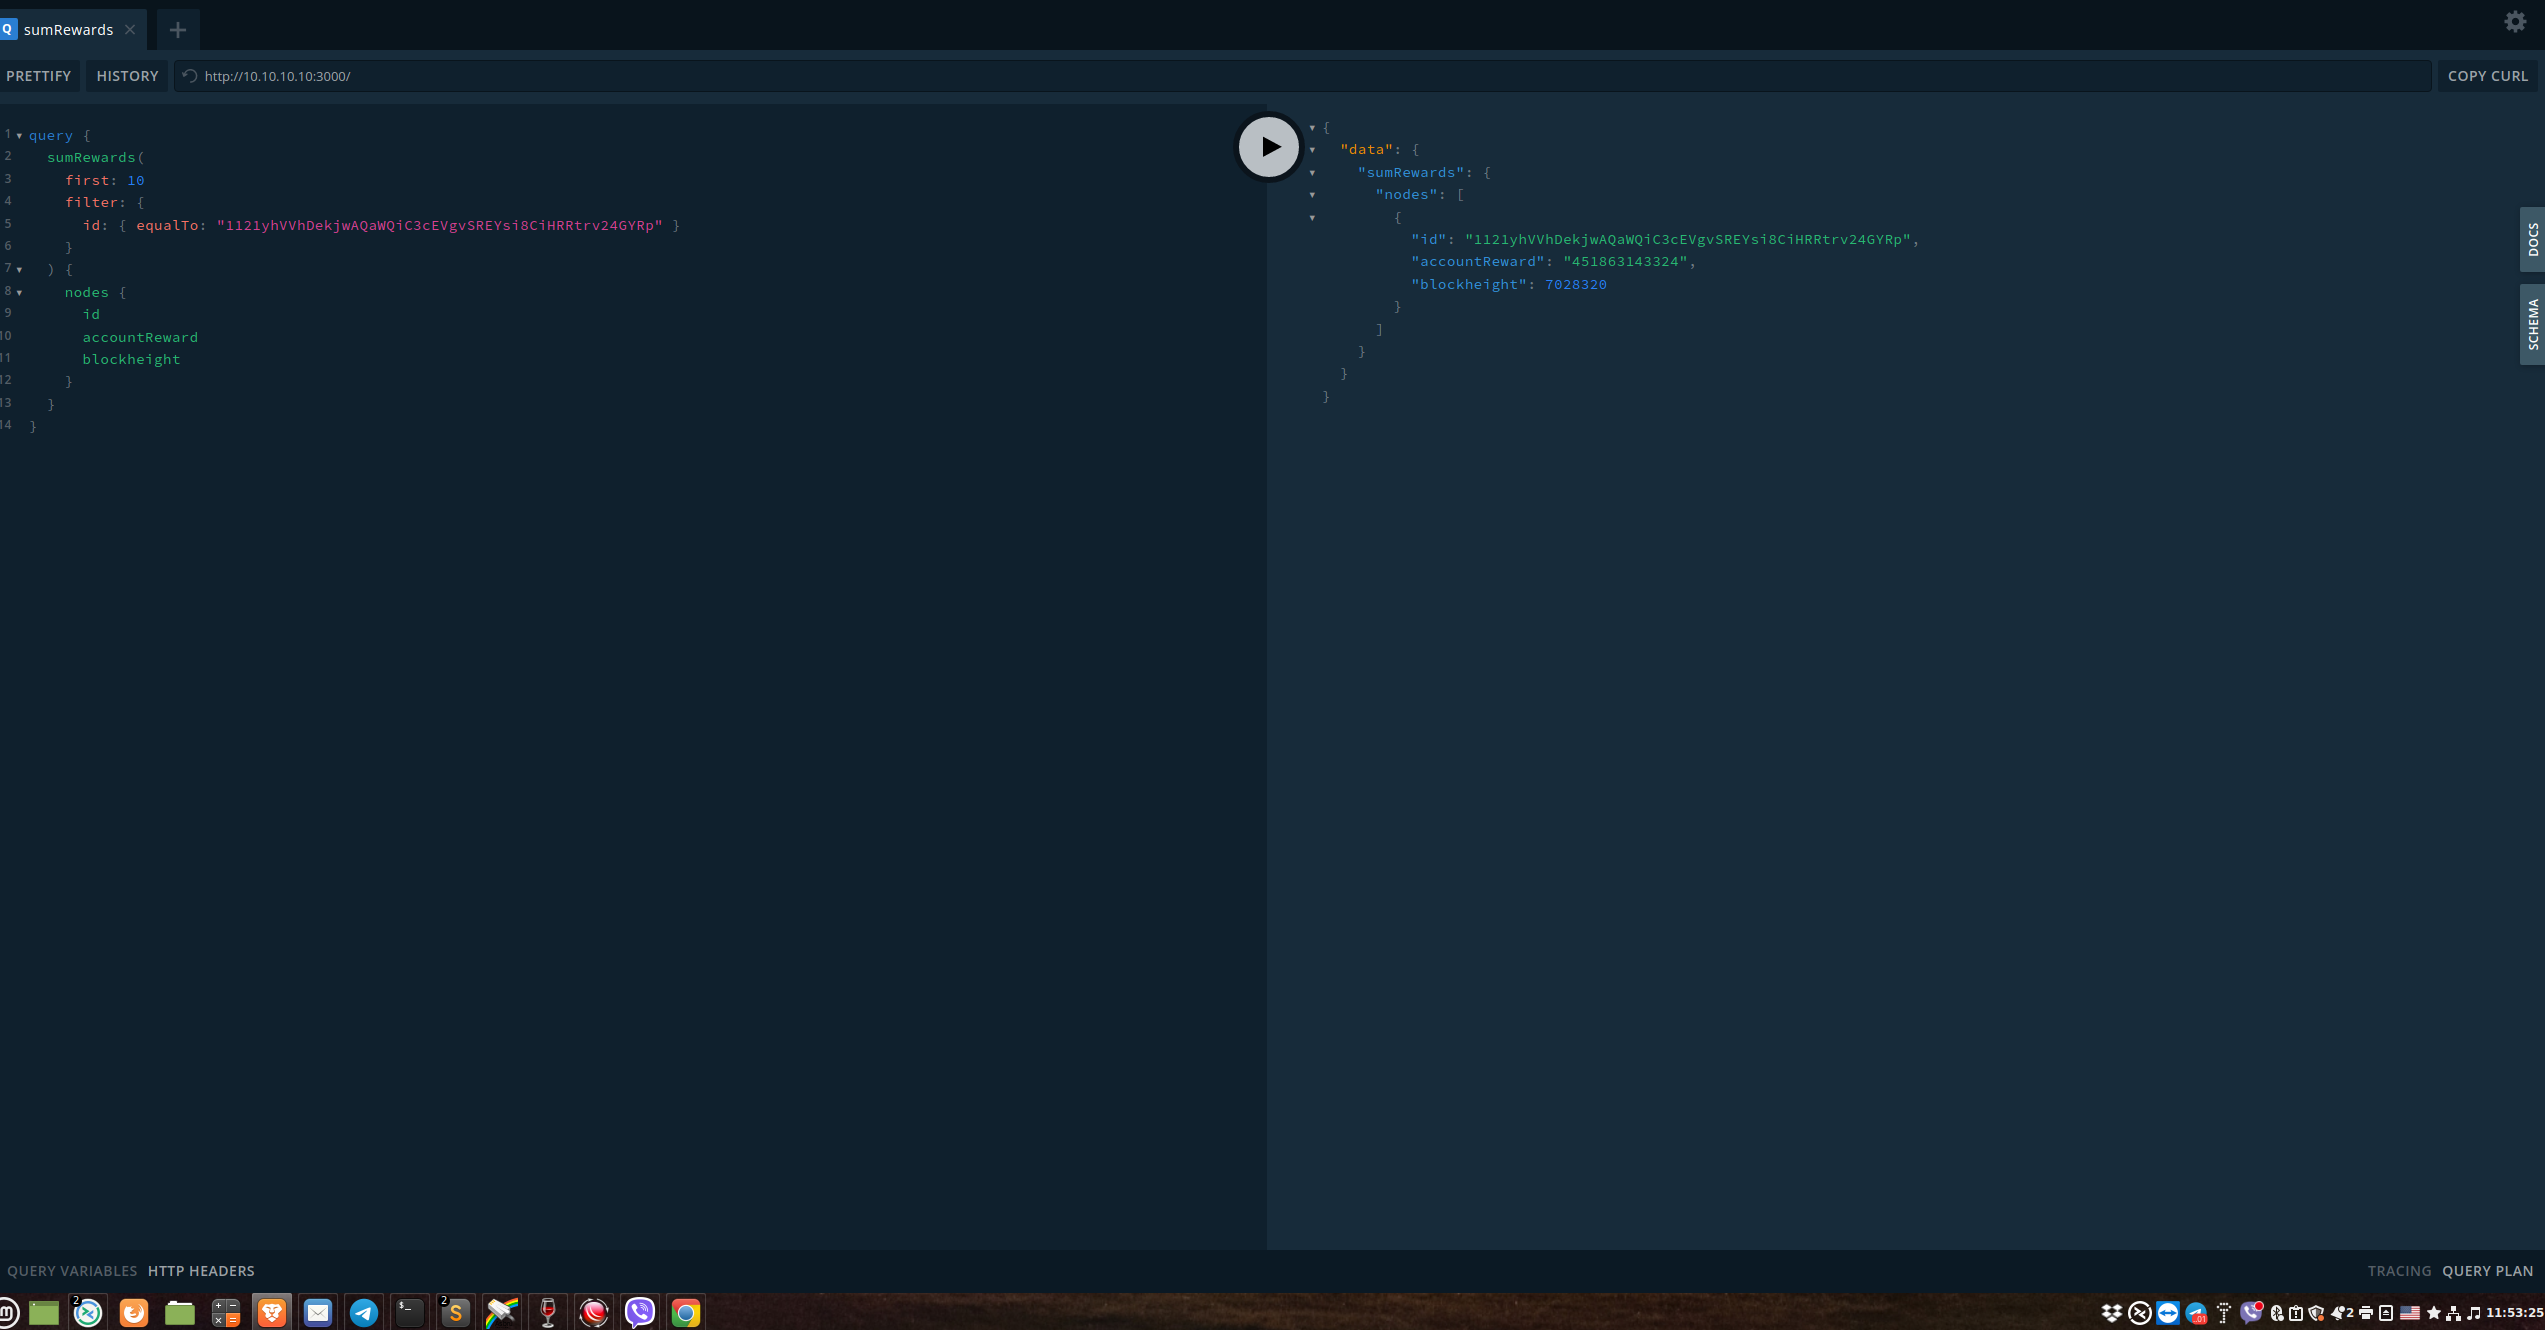 Q sumRewards
PRETTIFY HISTORY http://10.10.10.10:3000/ COPY CURL
1 query {
2 sumRewards(
3 first: 10
4 filter: {
5 id: { equalTo: "1121yhVVhDekjwAQaWQiC3cEVgvSREYsi8CiHRRtrv24GYRp" }
6 }
7 ) {
8 nodes {
9 id
10 accountReward
11 blockheight
12 }
13 }
14 }
{
"data": {
"sumRewards": {
"nodes": [
{
"id": "1121yhVVhDekjwAQaWQiC3cEVgvSREYsi8CiHRRtrv24GYRp",
"accountReward": "451863143324",
"blockheight": 7028320
}
]
}
}
}
DOCS
SCHEMA
QUERY VARIABLES HTTP HEADERS TRACING QUERY PLAN
2 2 S 2 11:53:25